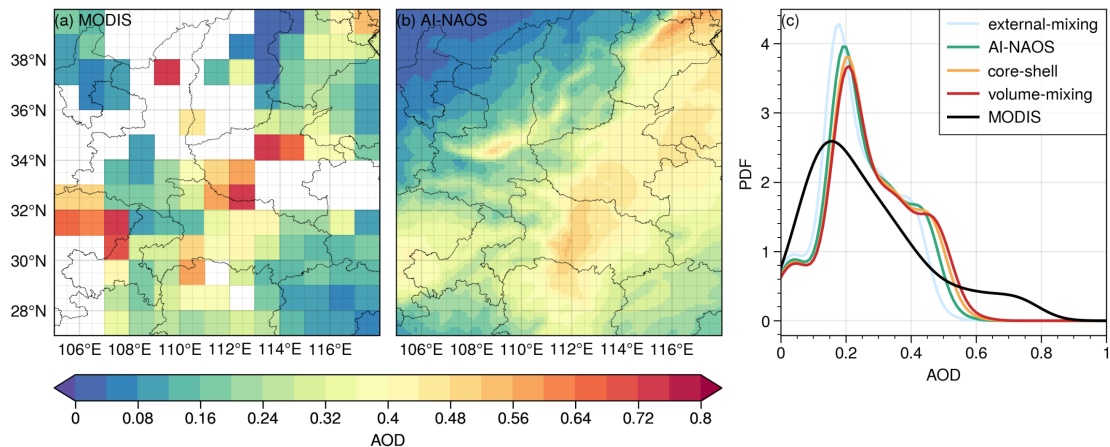 (a) MODIS
(b) AI-NAOS
(c)
38°N
36°N
34°N
32°N
30°N
28°N
106°E 108°E 110°E 112°E 114°E 116°E
106°E 108°E 110°E 112°E 114°E 116°E
0 0.08 0.16 0.24 0.32 0.4 0.48 0.56 0.64 0.72 0.8
AOD
external-mixing
AI-NAOS
core-shell
volume-mixing
MODIS
PDF
4
3
2
1
0
0 0.2 0.4 0.6 0.8 1
AOD